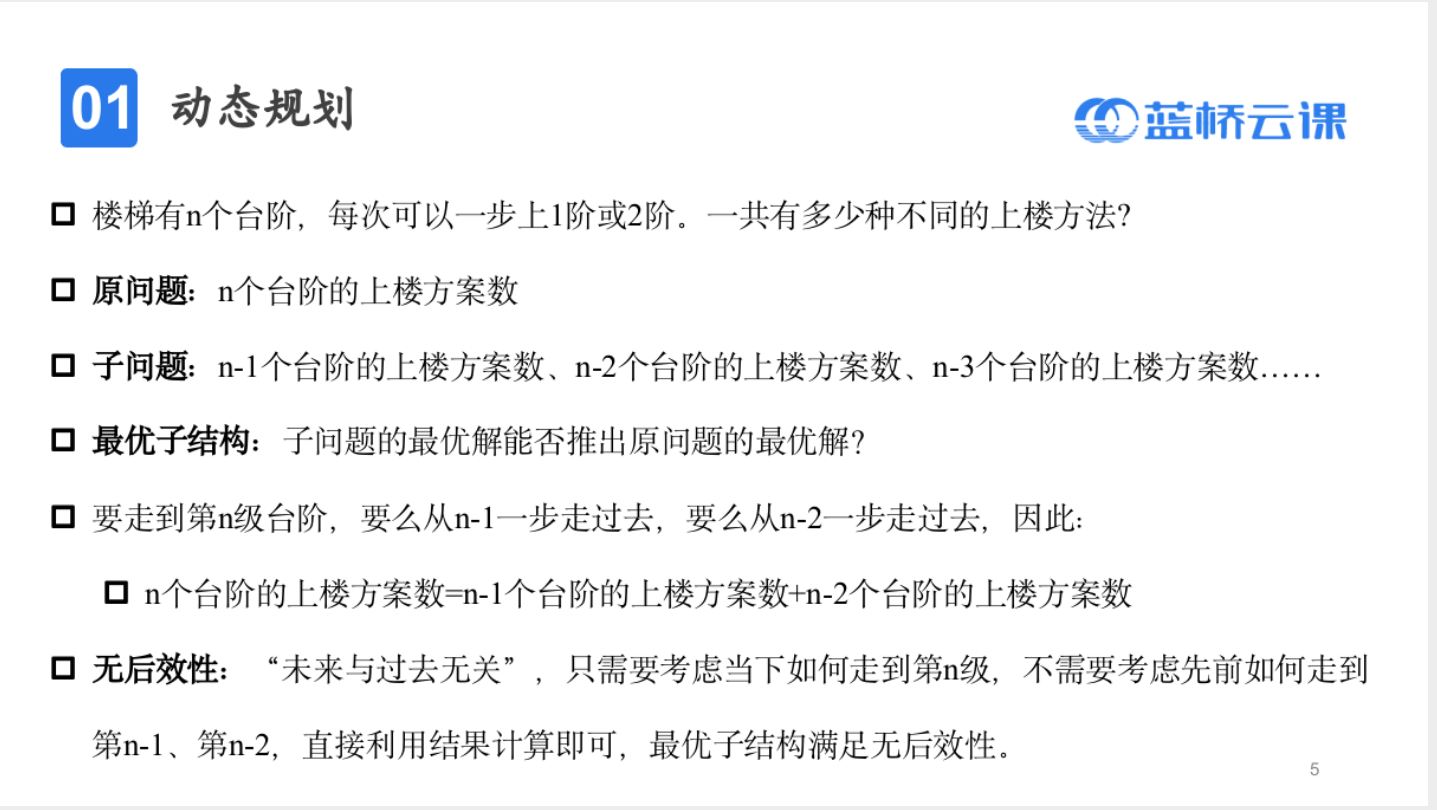 01 动态规划
蓝桥云课
楼梯有n个台阶，每次可以一步上1阶或2阶。一共有多少种不同的上楼方法？
原问题：n个台阶的上楼方案数
子问题：n-1个台阶的上楼方案数、n-2个台阶的上楼方案数、n-3个台阶的上楼方案数……
最优子结构：子问题的最优解能否推出原问题的最优解？
要走到第n级台阶，要么从n-1一步走过去，要么从n-2一步走过去，因此：
n个台阶的上楼方案数=n-1个台阶的上楼方案数+n-2个台阶的上楼方案数
无后效性：“未来与过去无关”，只需要考虑当下如何走到第n级，不需要考虑先前如何走到
第n-1、第n-2，直接利用结果计算即可，最优子结构满足无后效性。
5